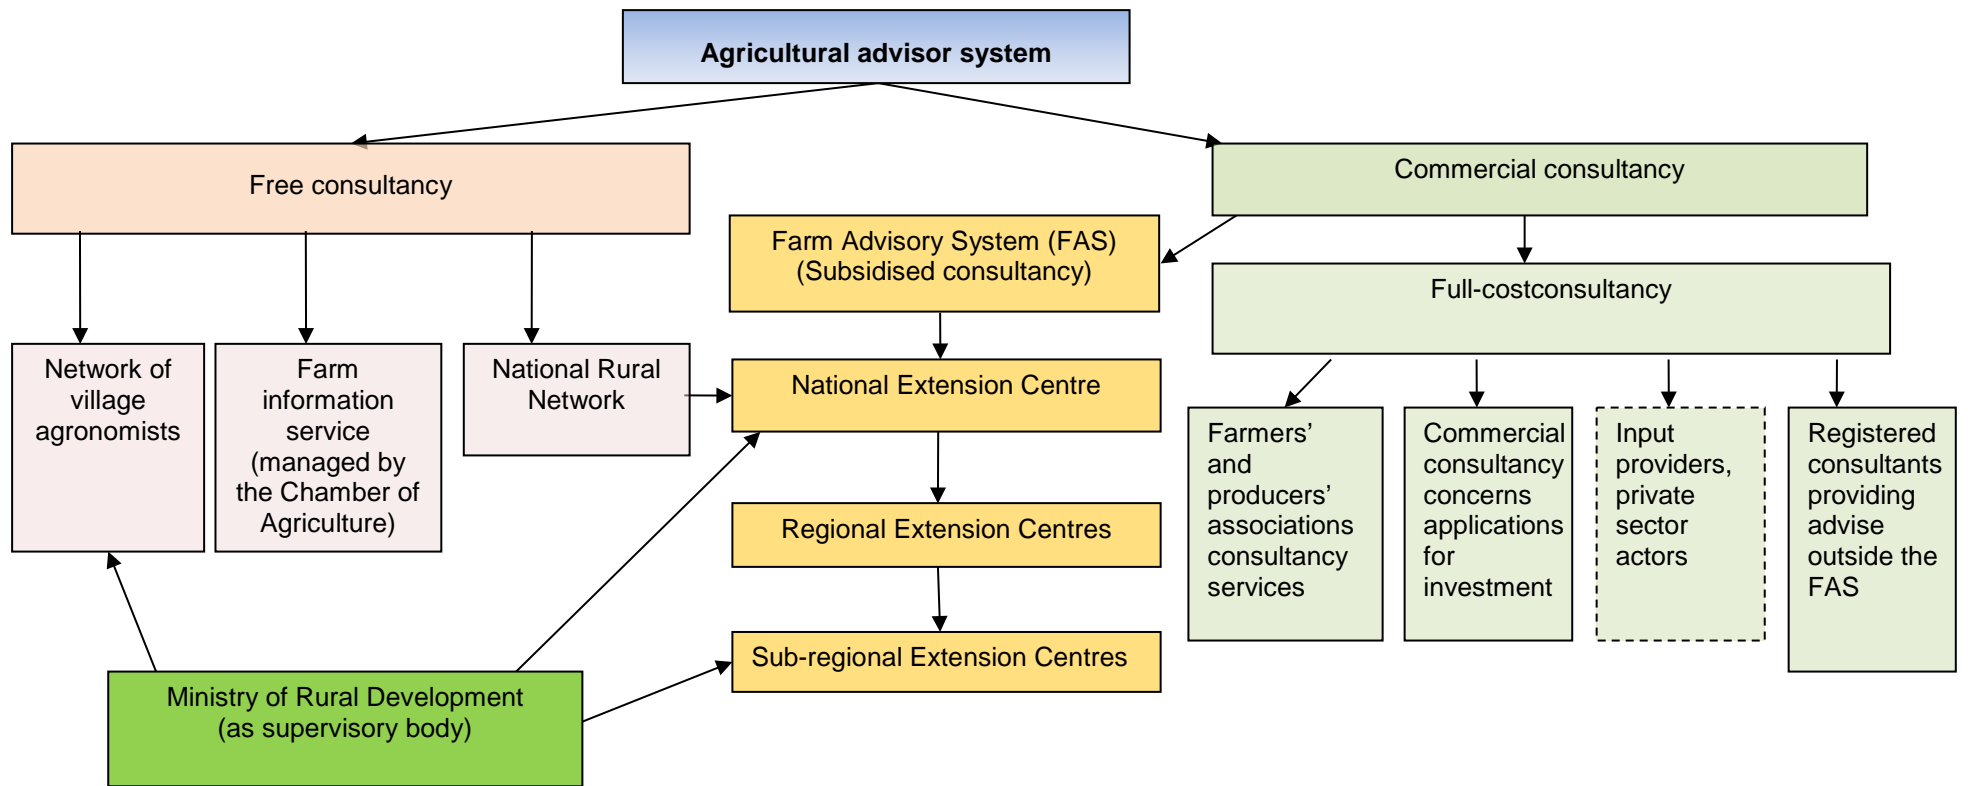 Agricultural advisor system
Free consultancy
Commercial consultancy
Farm Advisory System (FAS)
(Subsidised consultancy)
Full-costconsultancy
Network of
village
agronomists
Farm
information
service
(managed by
the Chamber of
Agriculture)
National Rural
Network
National Extension Centre
Farmers’
and
producers’
associations
consultancy
services
Commercial
consultancy
concerns
applications
for
investment
Input
providers,
private
sector
actors
Registered
consultants
providing
advise
outside the
FAS
Regional Extension Centres
Sub-regional Extension Centres
Ministry of Rural Development
(as supervisory body)